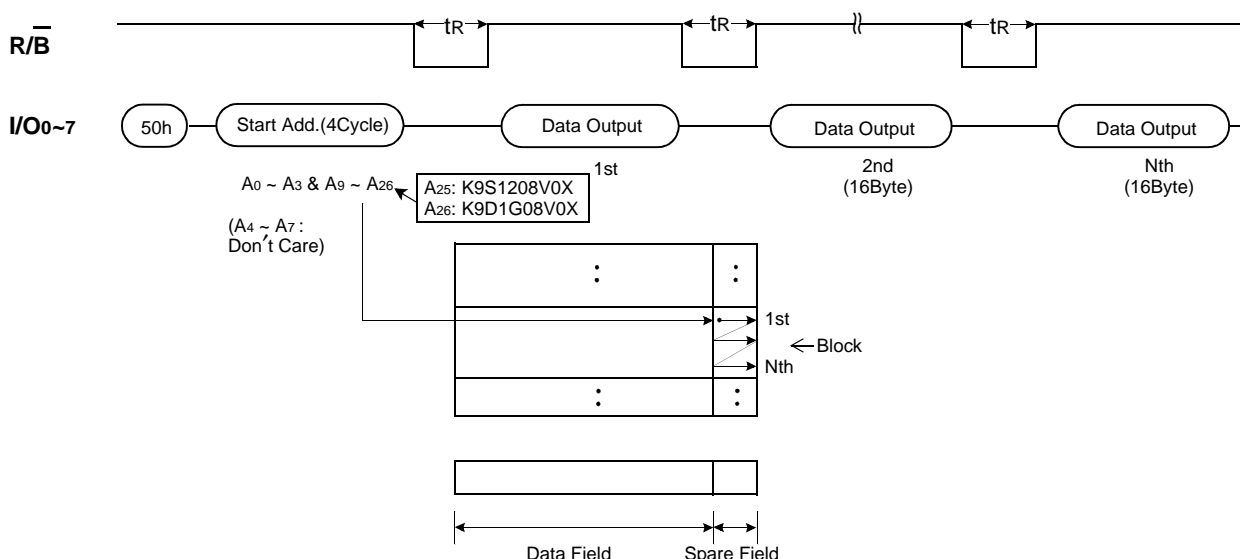 tR tR tR
R/B
I/O0~7 50h Start Add.(4Cycle) Data Output Data Output Data Output
1st 2nd Nth
(16Byte) (16Byte)
A0 ~ A3 & A9 ~ A26
A25: K9S1208V0X
A26: K9D1G08V0X
(A4 ~ A7 :
Don't Care)
: :
1st
Block
Nth
: :
Data Field Spare Field